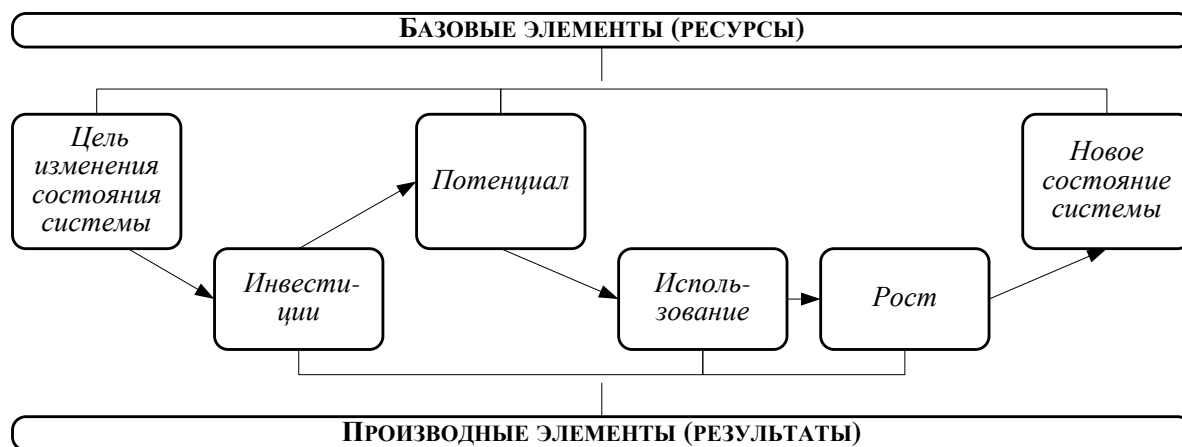 БАЗОВЫЕ ЭЛЕМЕНТЫ (РЕСУРСЫ)
Цель
изменения
состояния
системы
Потенциал
Новое
состояние
системы
Инвести-
ции
Исполь-
зование
Рост
ПРОИЗВОДНЫЕ ЭЛЕМЕНТЫ (РЕЗУЛЬТАТЫ)